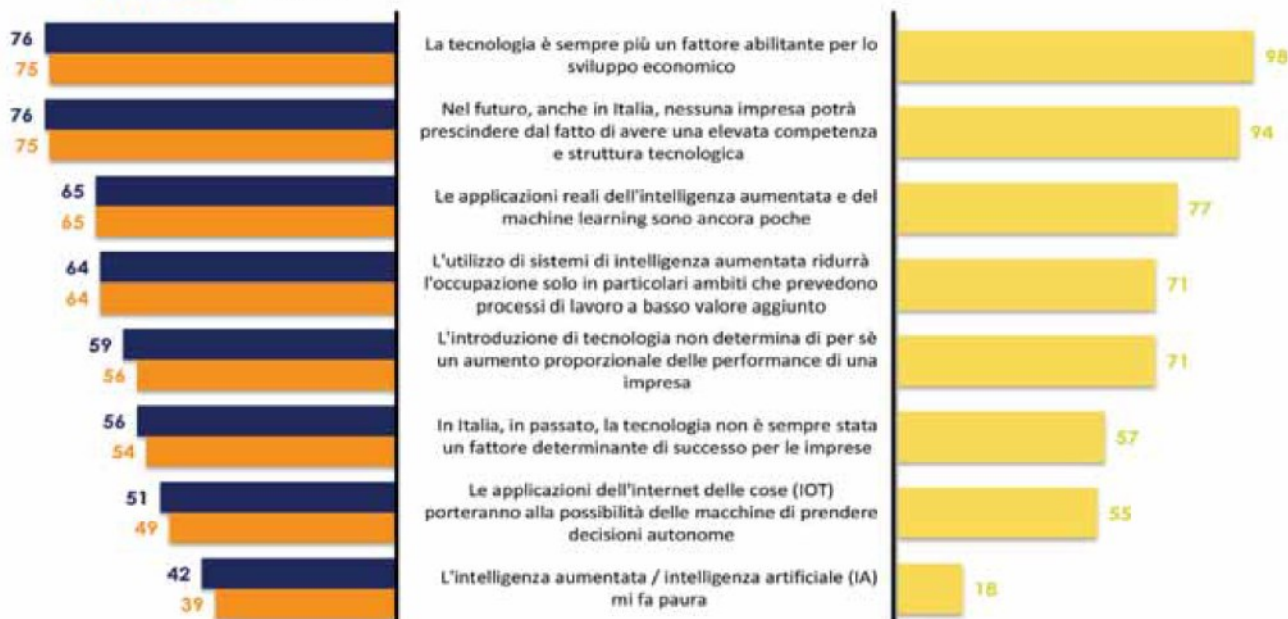 76
75
La tecnologia è sempre più un fattore abilitante per lo
sviluppo economico
98
76
75
Nel futuro, anche in Italia, nessuna impresa potrà
prescindere dal fatto di avere una elevata competenza
e struttura tecnologica
94
65
65
Le applicazioni reali dell'intelligenza aumentata e del
machine learning sono ancora poche
77
64
64
L'utilizzo di sistemi di intelligenza aumentata ridurrà
l'occupazione solo in particolari ambiti che prevedono
processi di lavoro a basso valore aggiunto
71
59
56
L'introduzione di tecnologia non determina di per sè
un aumento proporzionale delle performance di una
impresa
71
56
54
In Italia, in passato, la tecnologia non è sempre stata
un fattore determinante di successo per le imprese
57
51
49
Le applicazioni dell'internet delle cose (IOT)
porteranno alla possibilità delle macchine di prendere
decisioni autonome
55
42
39
L'intelligenza aumentata / intelligenza artificiale (IA)
mi fa paura
18